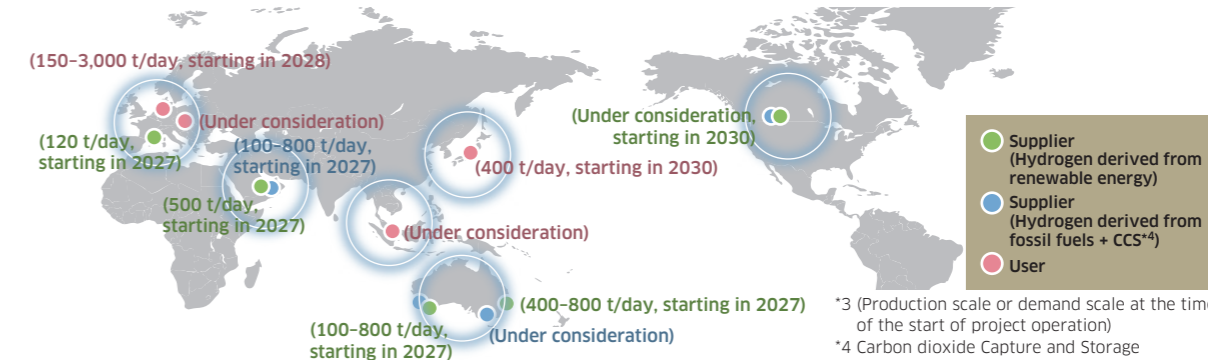 (150–3,000 t/day, starting in 2028)
(Under consideration)
(120 t/day,
starting in 2027)
(100–800 t/day,
starting in 2027)
(500 t/day,
starting in 2027)
(400 t/day, starting in 2030)
(Under consideration)
(Under consideration,
starting in 2030)
(400–800 t/day, starting in 2027)
(Under consideration)
(100–800 t/day,
starting in 2027)
Supplier
(Hydrogen derived from
renewable energy)
Supplier
(Hydrogen derived from
fossil fuels + CCS*4)
User
*3 (Production scale or demand scale at the time
of the start of project operation)
*4 Carbon dioxide Capture and Storage